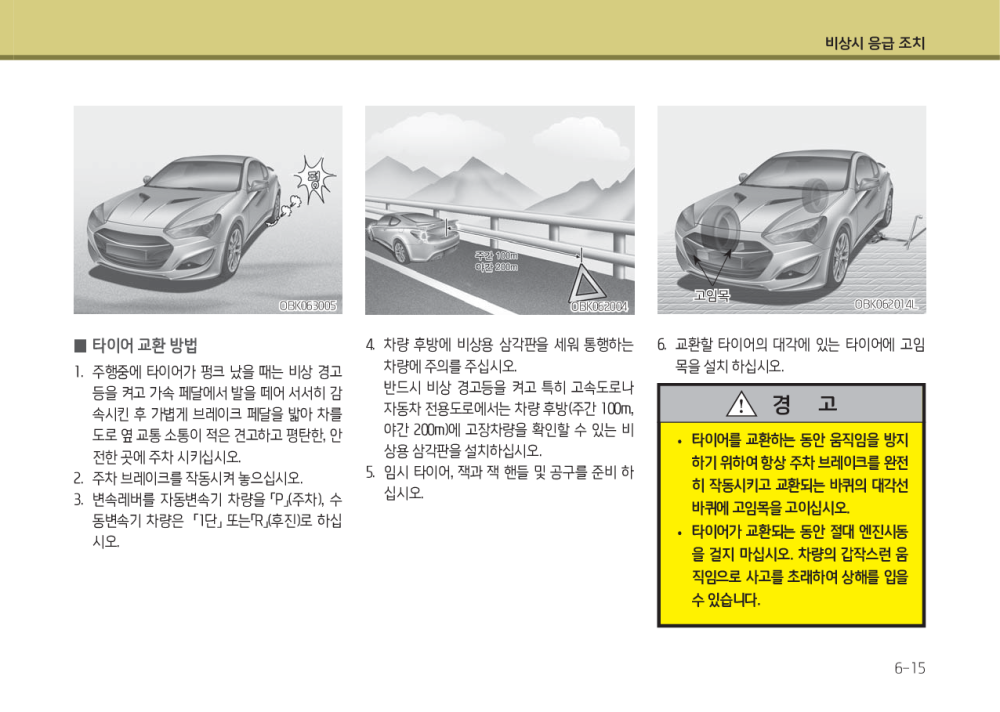 비상시 응급 조치
펑
OBK063005
■ 타이어 교환 방법
1. 주행중에 타이어가 펑크 났을 때는 비상 경고
등을 켜고 가속 페달에서 발을 떼어 서서히 감
속시킨 후 가볍게 브레이크 페달을 밟아 차를
도로 옆 교통 소통이 적은 견고하고 평탄한, 안
전한 곳에 주차 시키십시오.
2. 주차 브레이크를 작동시켜 놓으십시오.
3. 변속레버를 자동변속기 차량을 「P」(주차), 수
동변속기 차량은 「1단」 또는「R」(후진)로 하십
시오.
주간 100m
야간 200m
OBK062004
4. 차량 후방에 비상용 삼각판을 세워 통행하는
차량에 주의를 주십시오.
반드시 비상 경고등을 켜고 특히 고속도로나
자동차 전용도로에서는 차량 후방(주간 100m,
야간 200m)에 고장차량을 확인할 수 있는 비
상용 삼각판을 설치하십시오.
5. 임시 타이어, 잭과 잭 핸들 및 공구를 준비 하
십시오.
고임목
OBK062014L
6. 교환할 타이어의 대각에 있는 타이어에 고임
목을 설치 하십시오.
경 고
• 타이어를 교환하는 동안 움직임을 방지
하기 위하여 항상 주차 브레이크를 완전
히 작동시키고 교환되는 바퀴의 대각선
바퀴에 고임목을 고이십시오.
• 타이어가 교환되는 동안 절대 엔진시동
을 걸지 마십시오. 차량의 갑작스런 움
직임으로 사고를 초래하여 상해를 입을
수 있습니다.
6-15